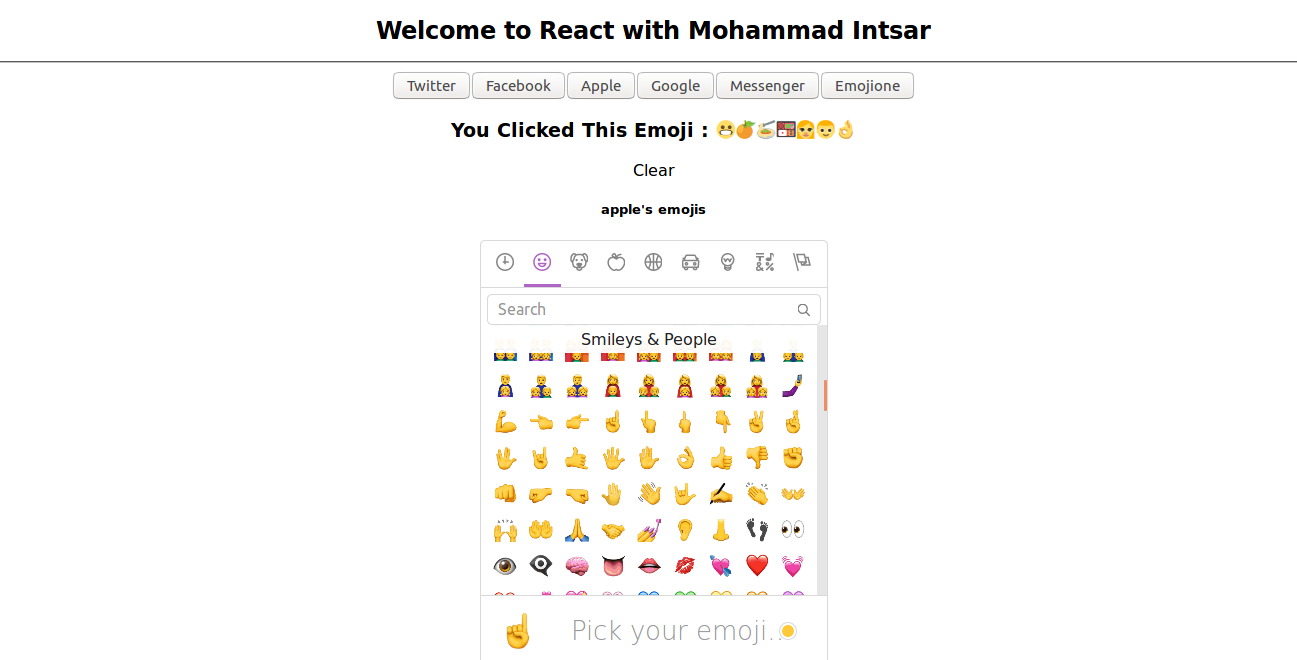 Welcome to React with Mohammad Intsar
Twitter Facebook Apple Google Messenger Emojione
You Clicked This Emoji : 😬🍊🍜🍱👩👨👌
Clear
apple's emojis
Search
Smileys & People
Pick your emoji...